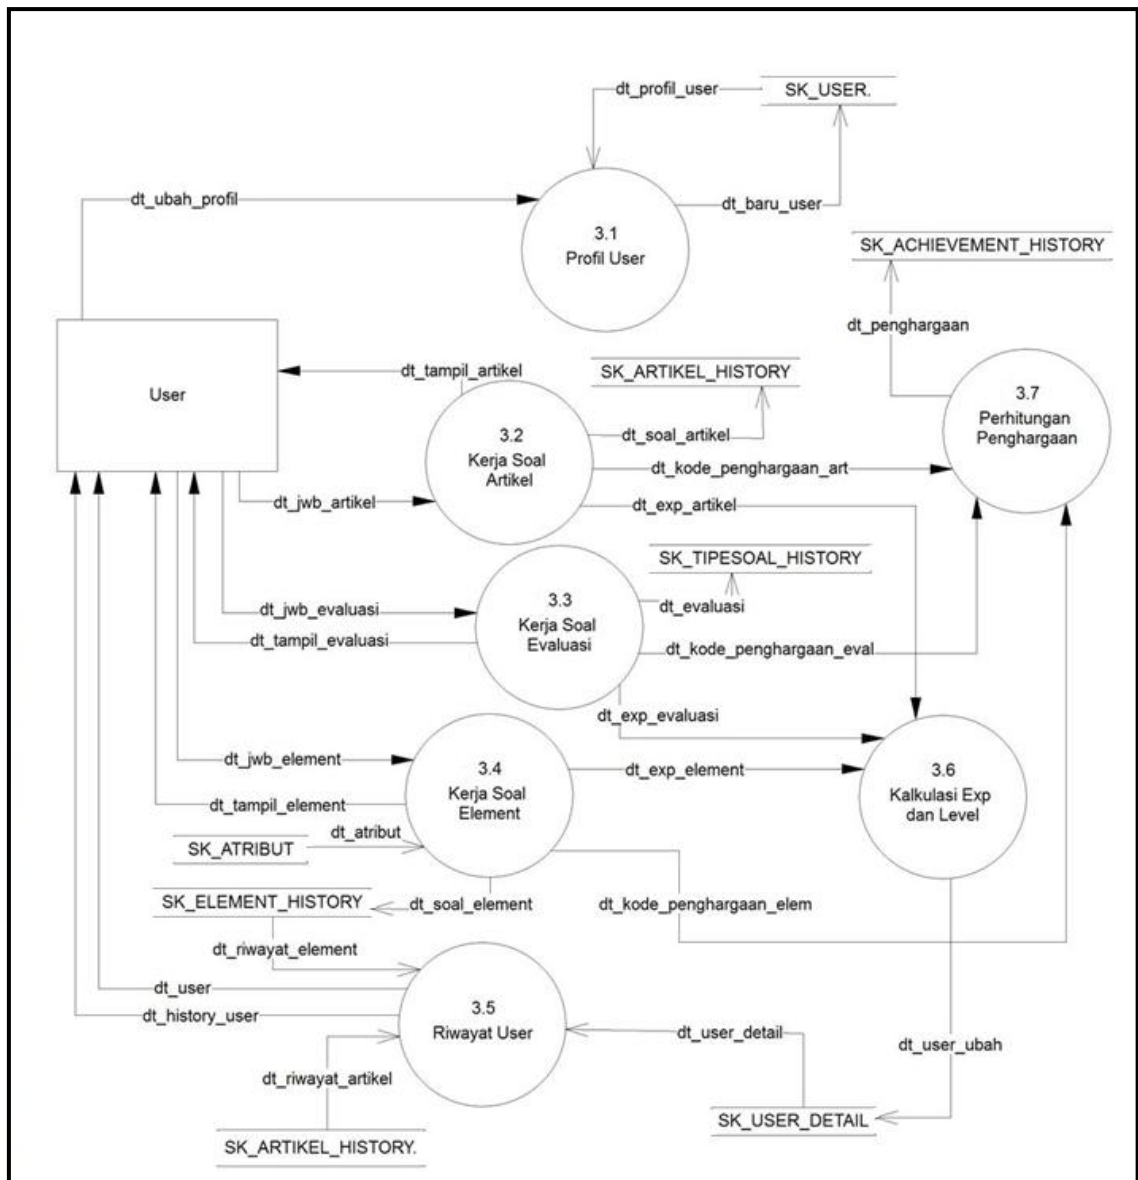 dt_profil_user
SK_USER.
dt_ubah_profil
dt_baru_user
3.1
Profil User
SK_ACHIEVEMENT_HISTORY
dt_penghargaan
User
dt_tampil_artikel
SK_ARTIKEL_HISTORY
3.7
Perhitungan
Penghargaan
3.2
Kerja Soal
Artikel
dt_soal_artikel
dt_kode_penghargaan_art
dt_jwb_artikel
dt_exp_artikel
SK_TIPESOAL_HISTORY
3.3
Kerja Soal
Evaluasi
dt_jwb_evaluasi
dt_evaluasi
dt_tampil_evaluasi
dt_kode_penghargaan_eval
dt_exp_evaluasi
dt_jwb_element
3.4
Kerja Soal
Element
dt_exp_element
3.6
Kalkulasi Exp
dan Level
dt_tampil_element
dt_atribut
SK_ATRIBUT
SK_ELEMENT_HISTORY
dt_soal_element
dt_kode_penghargaan_elem
dt_riwayat_element
dt_user
dt_history_user
3.5
Riwayat User
dt_user_detail
dt_user_ubah
dt_riwayat_artikel
SK_USER_DETAIL
SK_ARTIKEL_HISTORY.